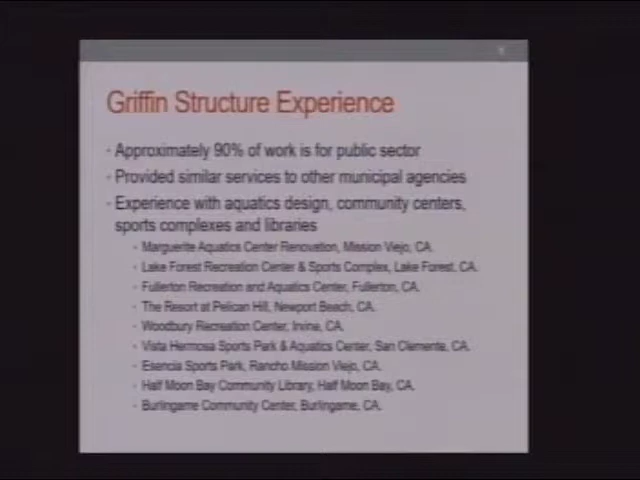 Griffin Structure Experience
· Approximately 90% of work is for public sector
· Provided similar services to other municipal agencies
· Experience with aquatics design, community centers,
sports complexes and libraries
· Marguerite Aquatics Center Renovation, Mission Viejo, CA.
· Lake Forest Recreation Center & Sports Complex, Lake Forest, CA.
· Fullerton Recreation and Aquatics Center, Fullerton, CA.
· The Resort at Pelican Hill, Newport Beach, CA.
· Woodbury Recreation Center, Irvine, CA.
· Vista Hermosa Sports Park & Aquatics Center, San Clemente, CA.
· Esencia Sports Park, Rancho Mission Viejo, CA.
· Half Moon Bay Community Library, Half Moon Bay, CA.
· Burlingame Community Center, Burlingame, CA.